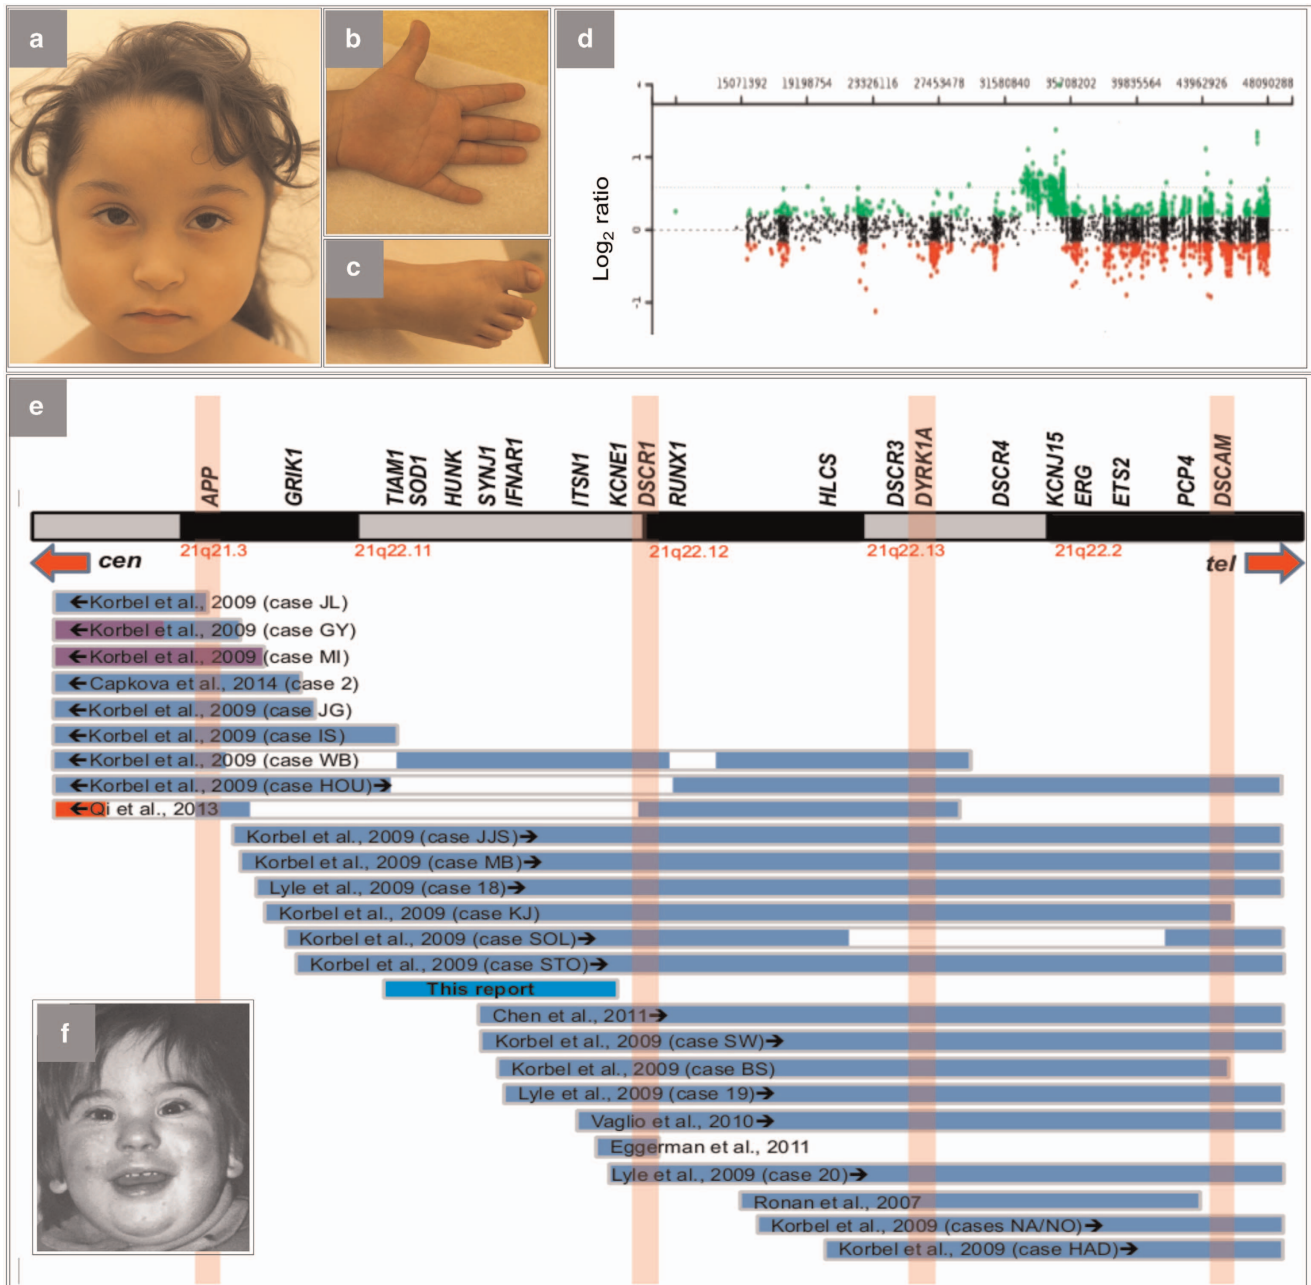 a
b
c
d
15071392 19198754 23326116 27453478 31580840 35708202 39835564 43962926 48090288
1
0
-1
Log2 ratio
e
APP
GRIK1
TIAM1
SOD1
HUNK
SYNJ1
IFNAR1
ITSN1
KCNE1
DSCR1
RUNX1
HLCS
DSCR3
DYRK1A
DSCR4
KCNJ15
ERG
ETS2
PCP4
DSCAM
21q21.3 21q22.11 21q22.12 21q22.13 21q22.2
cen
tel
←Korbel et al., 2009 (case JL)
←Korbel et al., 2009 (case GY)
←Korbel et al., 2009 (case MI)
←Capkova et al., 2014 (case 2)
←Korbel et al., 2009 (case JG)
←Korbel et al., 2009 (case IS)
←Korbel et al., 2009 (case WB)
←Korbel et al., 2009 (case HOU)→
←Qi et al., 2013
Korbel et al., 2009 (case JJS)→
Korbel et al., 2009 (case MB)→
Lyle et al., 2009 (case 18)→
Korbel et al., 2009 (case KJ)
Korbel et al., 2009 (case SOL)→
Korbel et al., 2009 (case STO)→
This report
Chen et al., 2011→
Korbel et al., 2009 (case SW)→
Korbel et al., 2009 (case BS)
Lyle et al., 2009 (case 19)→
Vaglio et al., 2010→
Eggerman et al., 2011
Lyle et al., 2009 (case 20)→
Ronan et al., 2007
Korbel et al., 2009 (cases NA/NO)→
Korbel et al., 2009 (case HAD)→
f